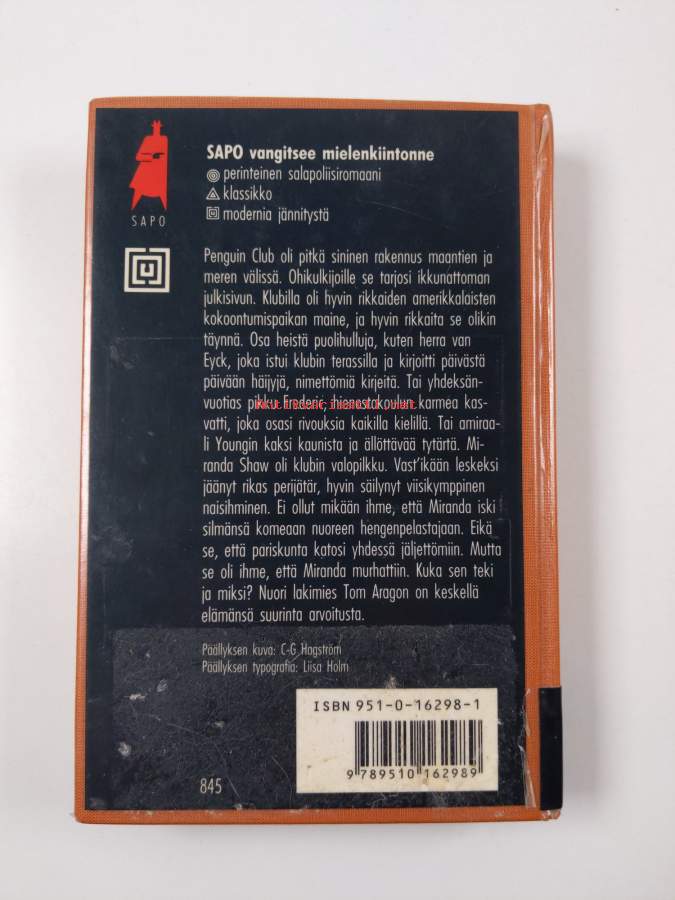 SAPO
SAPO vangitsee mielenkiintonne
perinteinen salapoliisiromaani
klassikko
modernia jännitystä
Penguin Club oli pitkä sininen rakennus maantien ja
meren välissä. Ohikulkijoille se tarjosi ikkunattoman
julkisivun. Klubilla oli hyvin rikkaiden amerikkalaisten
kokoontumispaikan maine, ja hyvin rikkaita se olikin
täynnä. Osa heistä puolihulluja, kuten herra van
Eyck, joka istui klubin terassilla ja kirjoitti päivästä
päivään häijyjä, nimettömiä kirjeitä. Tai yhdeksän-
vuotias pikku Frederic, hienostokoulun karmea kas-
vatti, joka osasi rivouksia kaikilla kielillä. Tai amiraa-
li Youngin kaksi kaunista ja ällöttävää tytärtä. Mi-
randa Shaw oli klubin valopilkku. Vast'ikään leskeksi
jäänyt rikas perijätär, hyvin säilynyt viisikymppinen
naisihminen. Ei ollut mikään ihme, että Miranda iski
silmänsä komeaan nuoreen hengenpelastajaan. Eikä
se, että pariskunta katosi yhdessä jäljettömiin. Mutta
se oli ihme, että Miranda murhattiin. Kuka sen teki
ja miksi? Nuori lakimies Tom Aragon on keskellä
elämänsä suurinta arvoitusta.
Päällyksen kuva: C-G Hagström
Päällyksen typografia: Liisa Holm
ISBN 951-0-16298-1
9 789510 162989
845